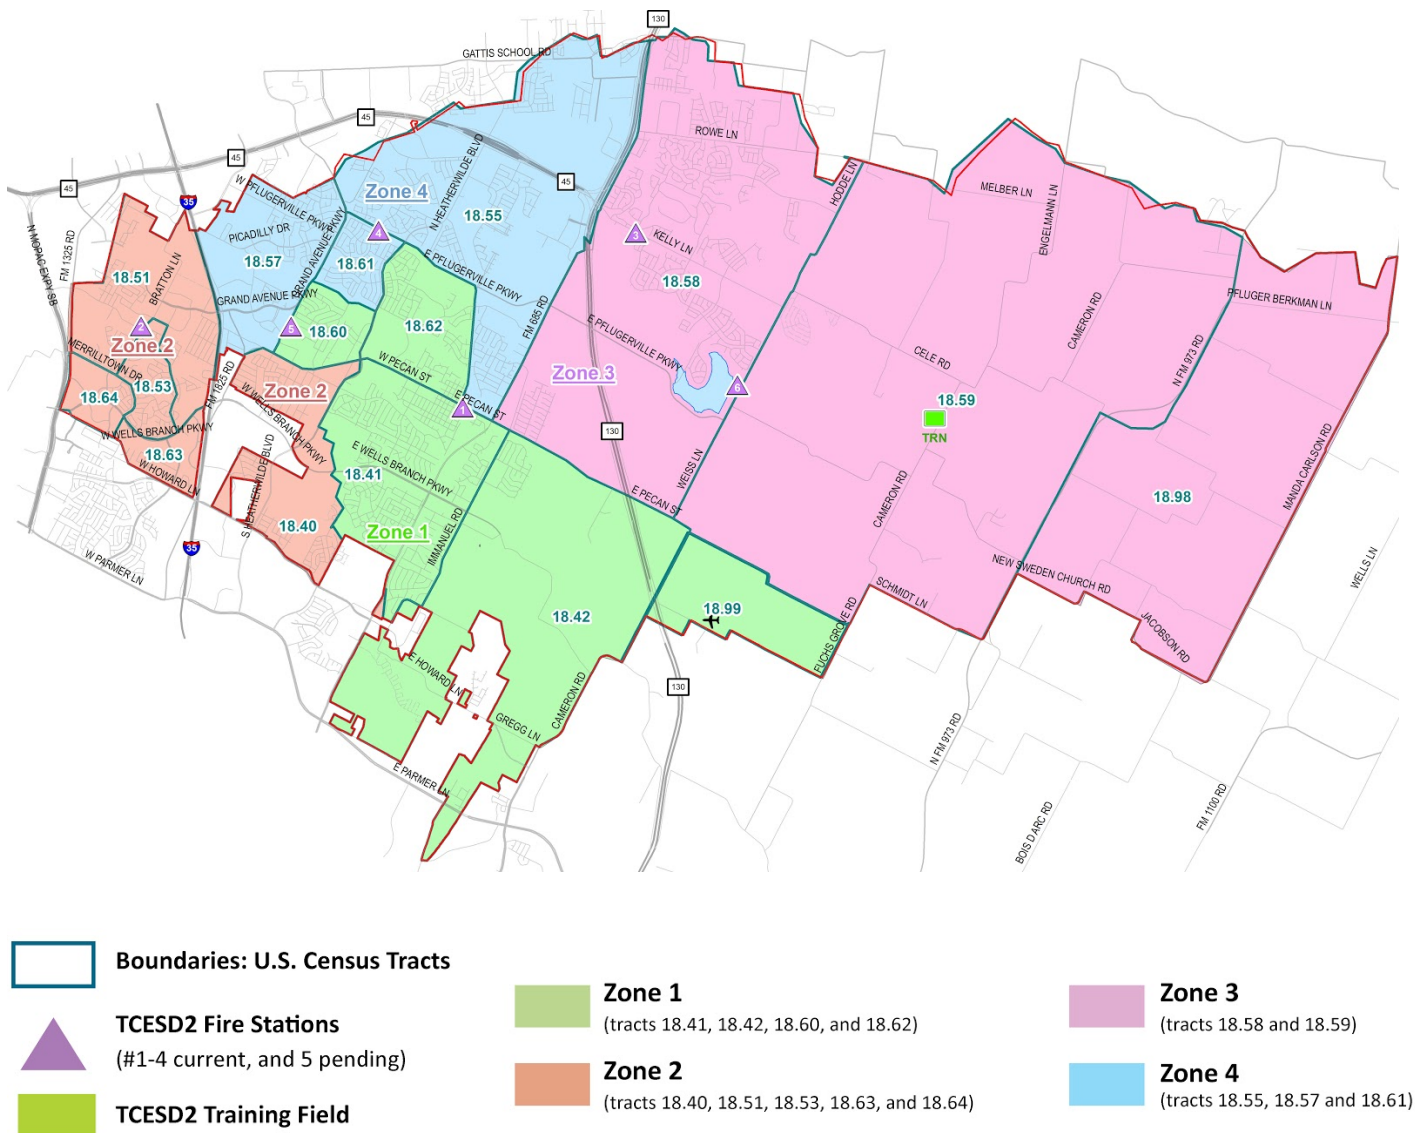 130
GATTIS SCHOOL RD
45
ROWE LN
45
N HEATHERWILDE BLVD
45
45
W PFLUGERVILLE PKWY
Zone 4
HODDE LN
MELBER LN
35
18.55
ENGELMANN LN
N MOPAC EXPY SB
FM 1325 RD
PICADILLY DR
GRAND AVENUE PKWY
4
3
KELLY LN
18.57
18.61
18.51
BRATTON LN
E PFLUGERVILLE PKWY
18.58
GRAND AVENUE PKWY
PFLUGER BERKMAN LN
2
5
18.60
18.62
FM 685 RD
E PFLUGERVILLE PKWY
CAMERON RD
Zone 2
MERRILLTOWN DR
W PECAN ST
CELE RD
N FM 973 RD
18.53
FM 1825 RD
Zone 2
Zone 3
6
18.64
W WELLS BRANCH PKWY
E PECAN ST
1
18.59
TRN
W WELLS BRANCH PKWY
130
18.63
W HOWARD LN
S HEATHERWILDE BLVD
18.41
E WELLS BRANCH PKWY
WEISS LN
MANDA CARLSON RD
E PECAN ST
CAMERON RD
18.98
18.40
Zone 1
IMMANUEL RD
35
W PARMER LN
NEW SWEDEN CHURCH RD
WELLS LN
SCHMIDT LN
18.42
18.99
FUCHS GROVE RD
JACOBSON RD
E HOWARD LN
130
CAMERON RD
GREGG LN
N FM 973 RD
E PARMER LN
BOIS D ARC RD
FM 1100 RD
Boundaries: U.S. Census Tracts
TCESD2 Fire Stations
(#1-4 current, and 5 pending)
TCESD2 Training Field
Zone 1
(tracts 18.41, 18.42, 18.60, and 18.62)
Zone 2
(tracts 18.40, 18.51, 18.53, 18.63, and 18.64)
Zone 3
(tracts 18.58 and 18.59)
Zone 4
(tracts 18.55, 18.57 and 18.61)